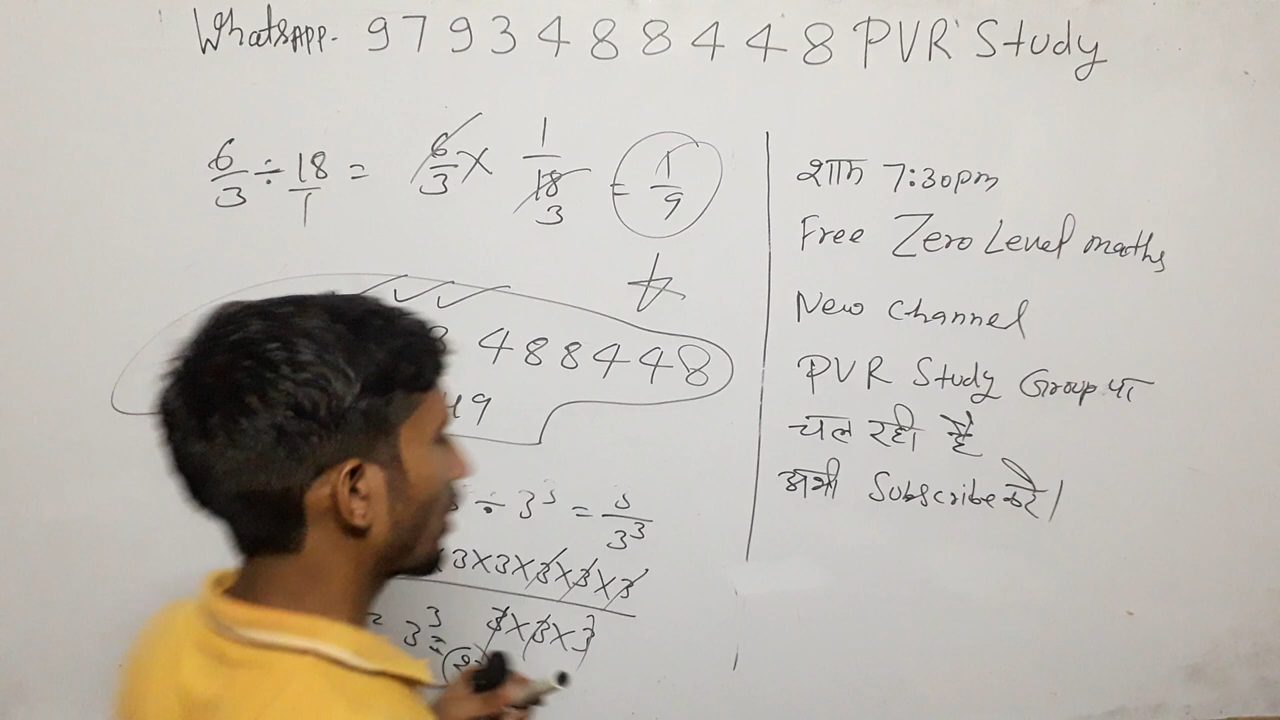 WhatsApp. 9793488448 PVR Study
6/3 ÷ 18/1 = 6/3 × 1/18 3 = 1/9
488448
49
÷ 3³ = 3/3³
3×3×3×3×3
3×3×3
3³ =
शाम 7:30pm
Free Zero Level maths
New Channel
PVR Study Group पर
चल रही है
अभी Subscribe करें।